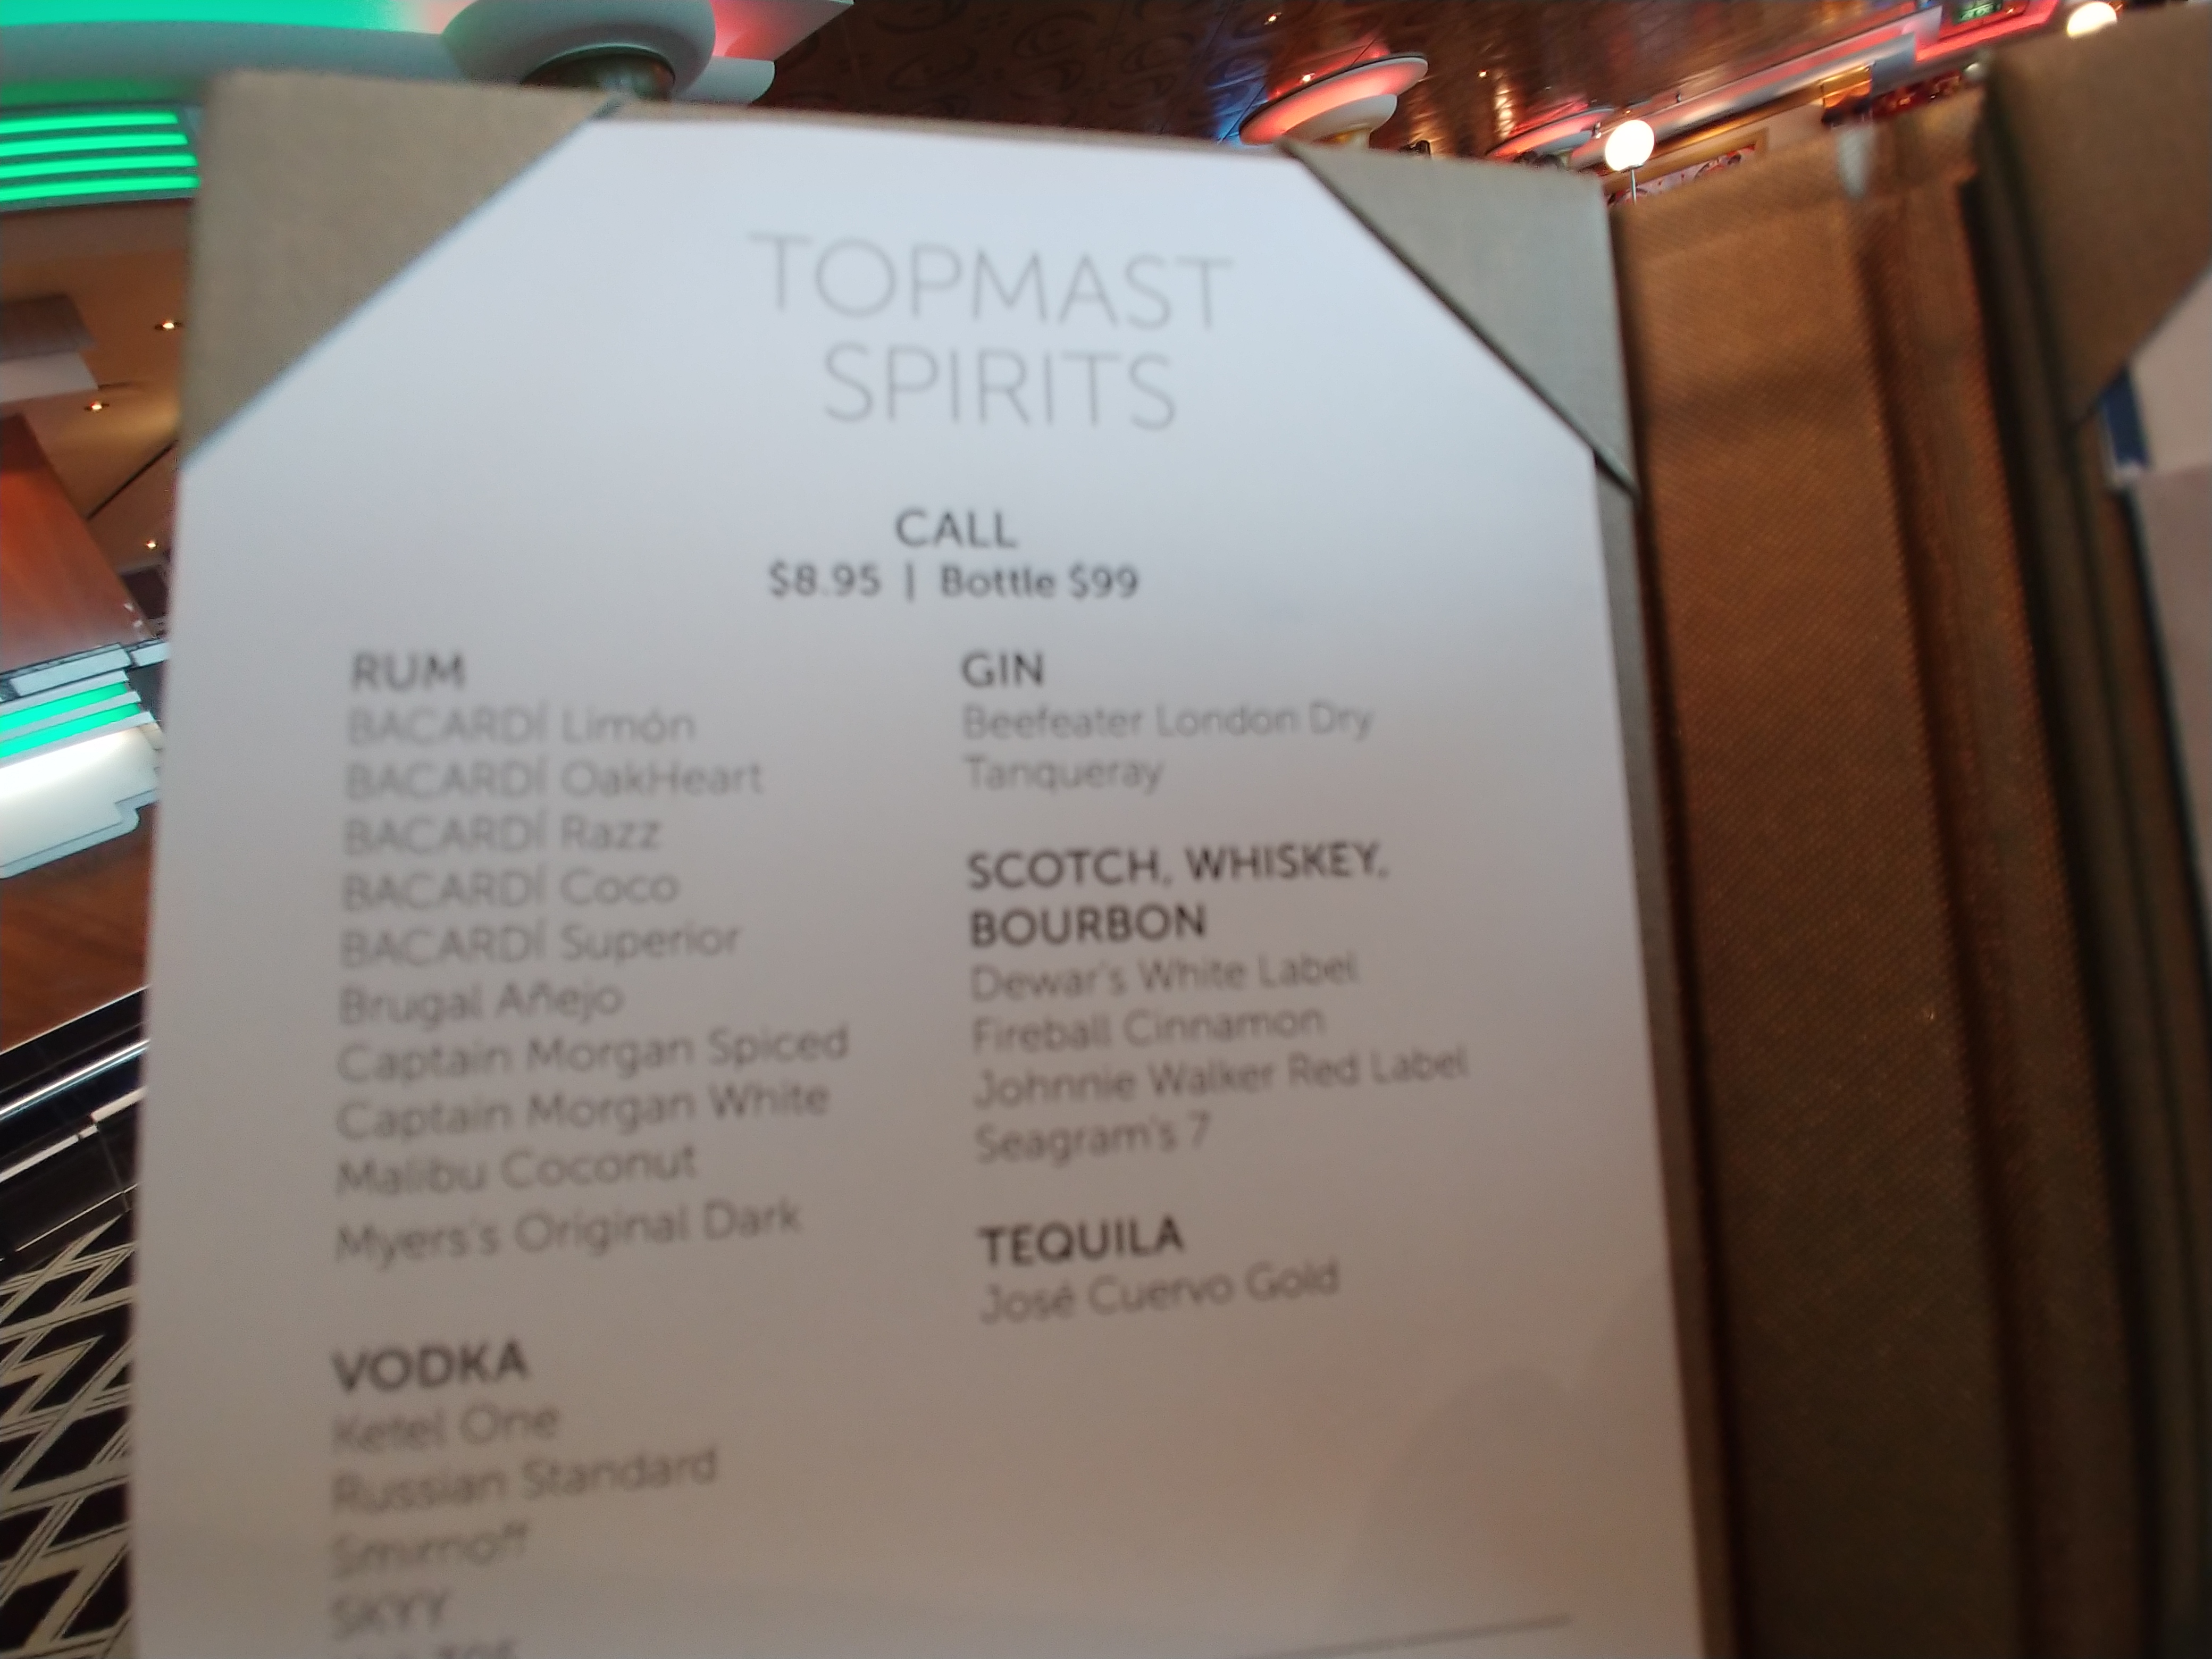 TOPMAST
SPIRITS
CALL
$8.95 | Bottle $99
RUM
BACARDÍ Limón
BACARDÍ OakHeart
BACARDÍ Razz
BACARDÍ Coco
BACARDÍ Superior
Brugal Añejo
Captain Morgan Spiced
Captain Morgan White
Malibu Coconut
Myers's Original Dark
VODKA
Ketel One
Russian Standard
Smirnoff
SKYY
GIN
Beefeater London Dry
Tanqueray
SCOTCH, WHISKEY,
BOURBON
Dewar's White Label
Fireball Cinnamon
Johnnie Walker Red Label
Seagram's 7
TEQUILA
José Cuervo Gold